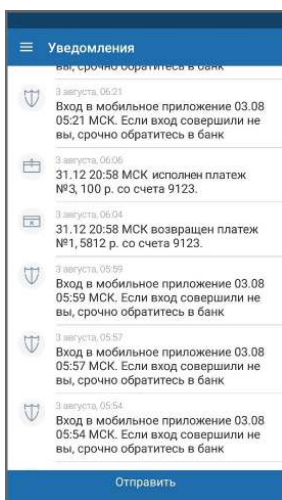 Уведомления
вы, срочно обратитесь в банк
3 августа, 06:21
Вход в мобильное приложение 03.08
05:21 МСК. Если вход совершили не
вы, срочно обратитесь в банк
3 августа, 06:06
31.12 20:58 МСК исполнен платеж
№3, 100 р. со счета 9123.
3 августа, 06:04
31.12 20:58 МСК возвращен платеж
№1, 5812 р. со счета 9123.
3 августа, 05:59
Вход в мобильное приложение 03.08
05:59 МСК. Если вход совершили не
вы, срочно обратитесь в банк
3 августа, 05:57
Вход в мобильное приложение 03.08
05:57 МСК. Если вход совершили не
вы, срочно обратитесь в банк
3 августа, 05:54
Вход в мобильное приложение 03.08
05:54 МСК. Если вход совершили не
вы, срочно обратитесь в банк
Отправить